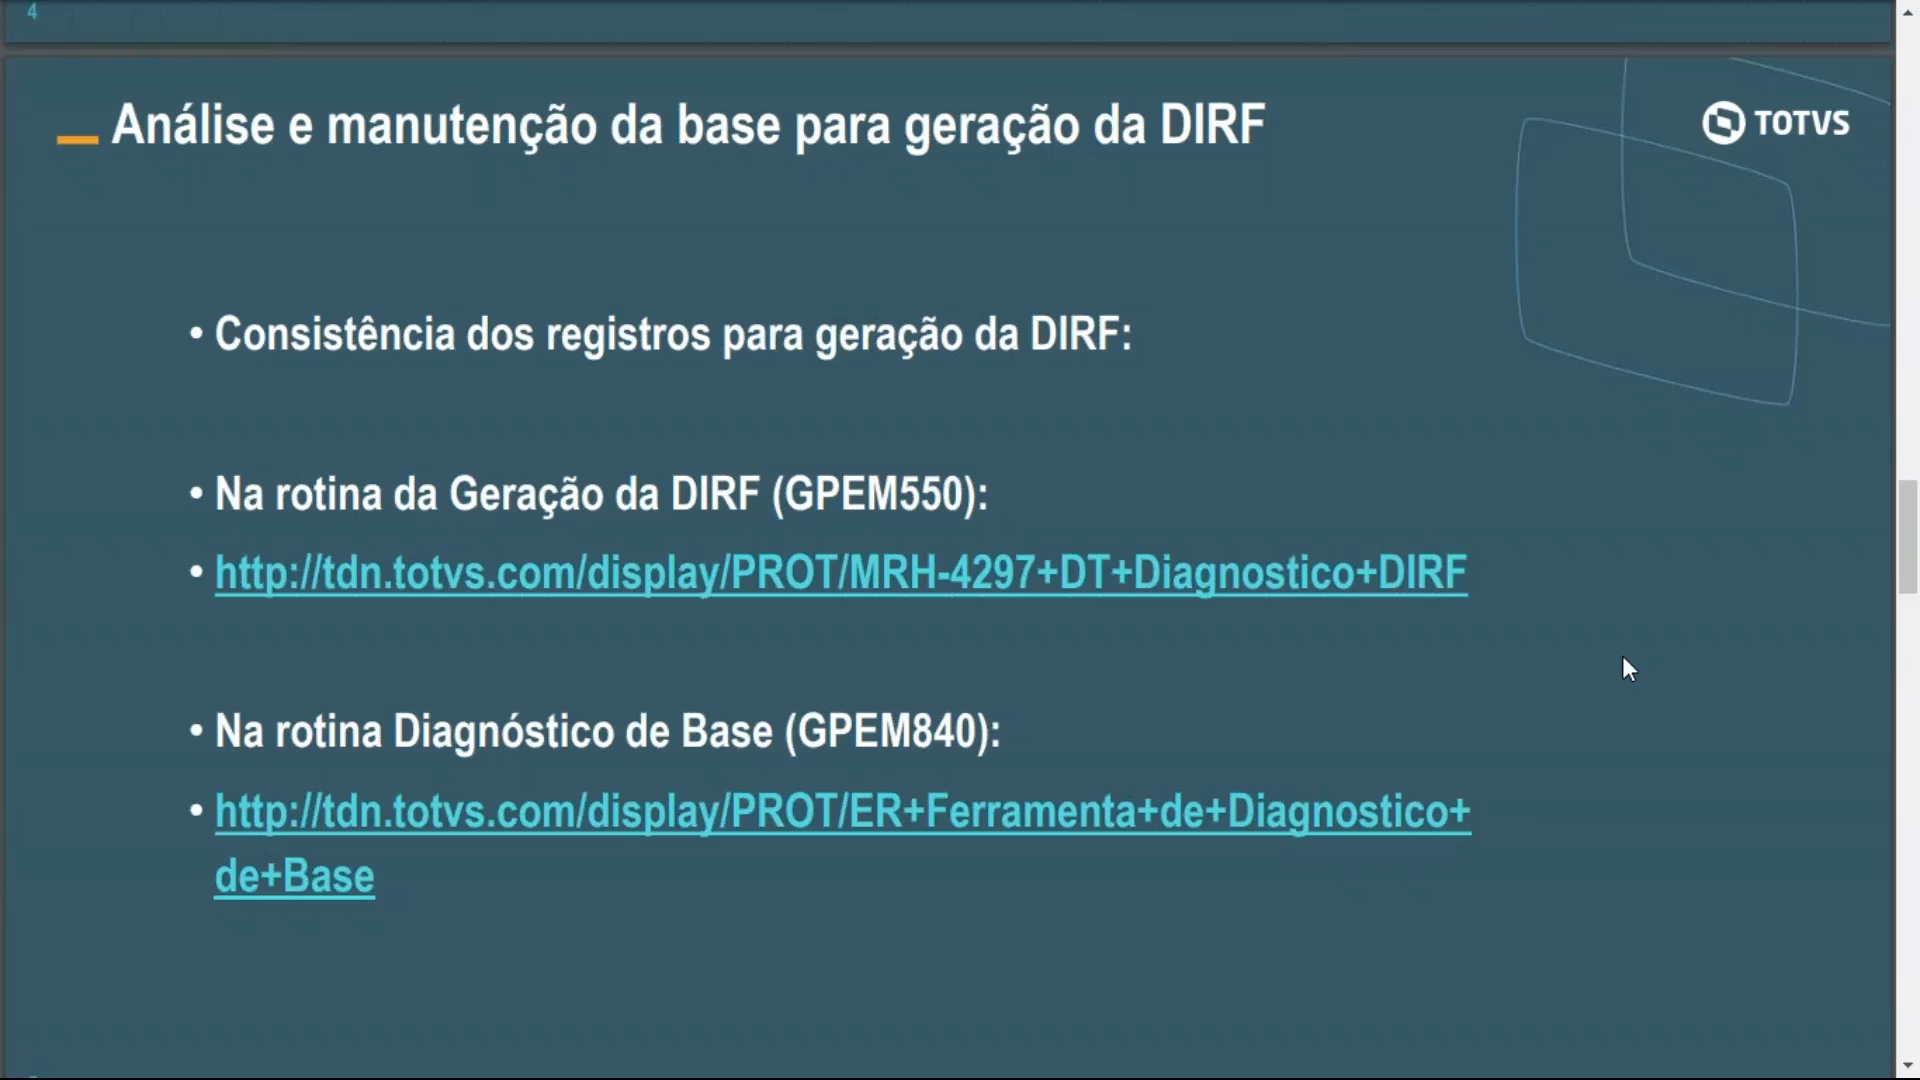 4
Análise e manutenção da base para geração da DIRF
TOTVS
• Consistência dos registros para geração da DIRF:
• Na rotina da Geração da DIRF (GPEM550):
• http://tdn.totvs.com/display/PROT/MRH-4297+DT+Diagnostico+DIRF
• Na rotina Diagnóstico de Base (GPEM840):
• http://tdn.totvs.com/display/PROT/ER+Ferramenta+de+Diagnostico+
de+Base